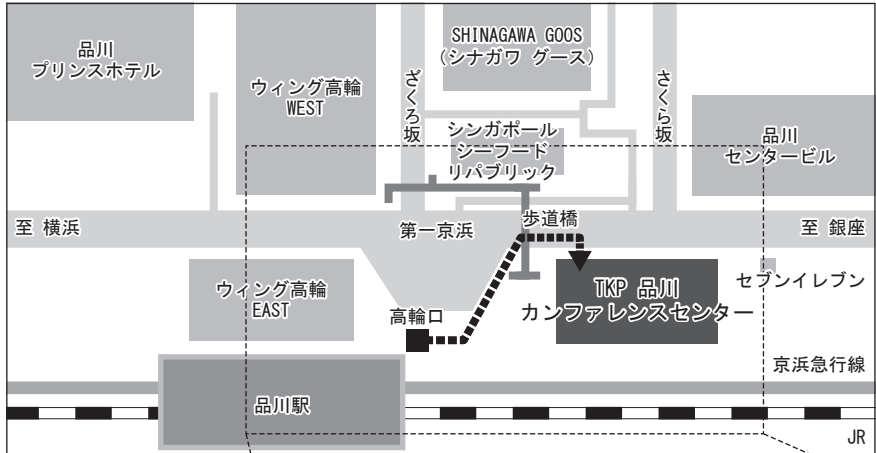 品川
プリンスホテル
ウィング高輪
WEST
ざくろ坂
SHINAGAWA GOOS
(シナガワ グース)
さくら坂
シンガポール
シーフード
リパブリック
品川
センタービル
至 横浜
第一京浜
歩道橋
至 銀座
ウィング高輪
EAST
高輪口
TKP 品川
カンファレンスセンター
セブンイレブン
京浜急行線
品川駅
JR